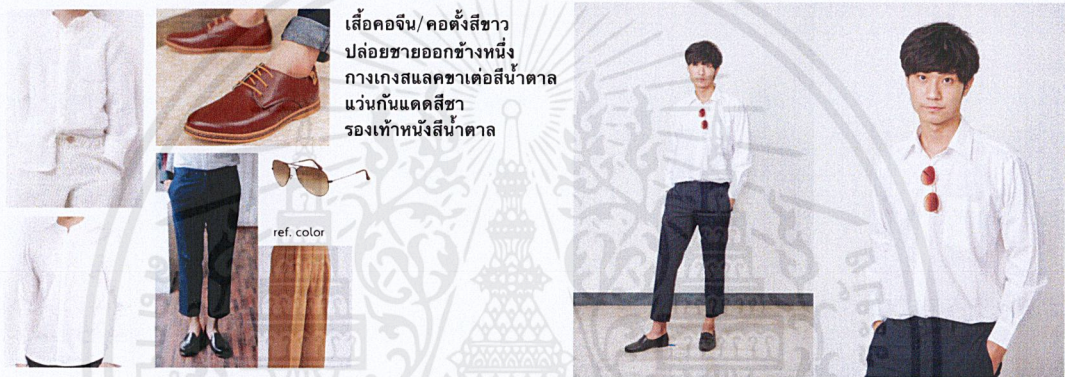 เสื้อคอจีน/คอตั้งสีขาว
ปล่อยชายออกข้างหนึ่ง
กางเกงสแลคขาเต่อสีน้ำตาล
แว่นกันแดดสีชา
รองเท้าหนังสีน้ำตาล
ref. color